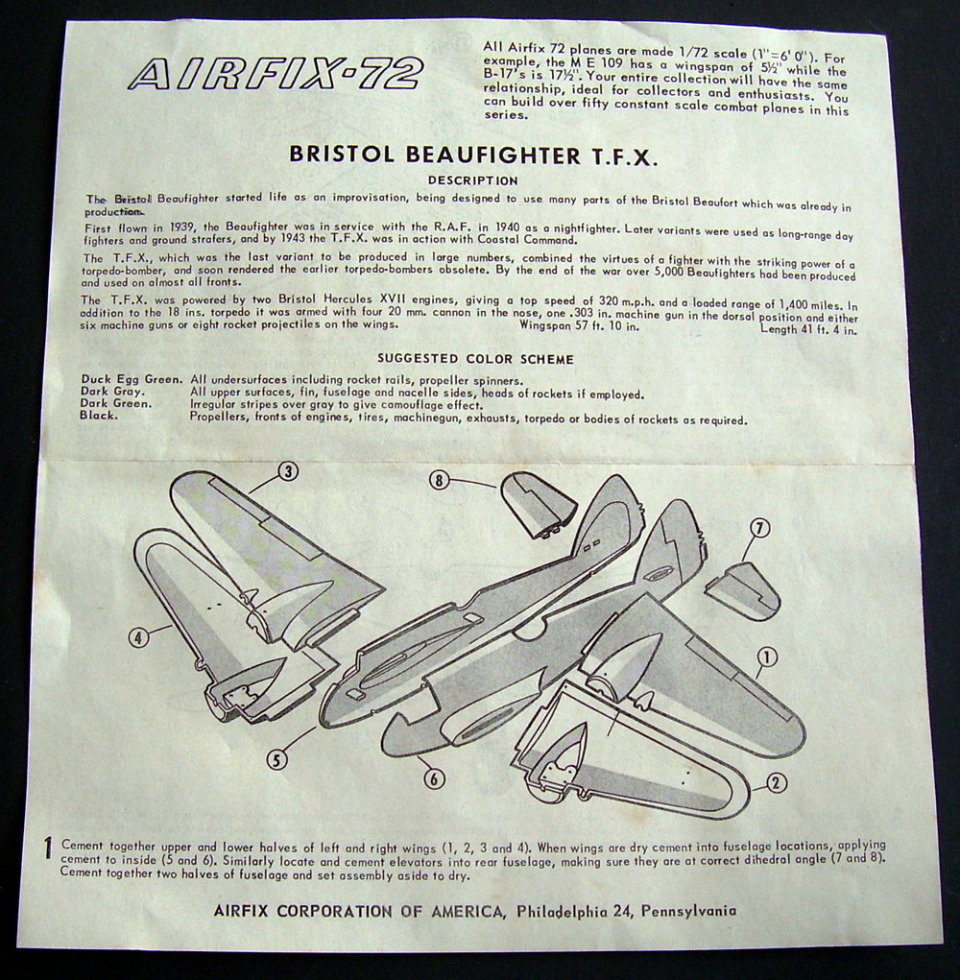 AIRFIX-72
All Airfix 72 planes are made 1/72 scale (1"=6' 0"). For
example, the M E 109 has a wingspan of 5½" while the
B-17's is 17½". Your entire collection will have the same
relationship, ideal for collectors and enthusiasts. You
can build over fifty constant scale combat planes in this
series.
BRISTOL BEAUFIGHTER T.F.X.
DESCRIPTION
The Bristol Beaufighter started life as an improvisation, being designed to use many parts of the Bristol Beaufort which was already in
production.
First flown in 1939, the Beaufighter was in service with the R.A.F. in 1940 as a nightfighter. Later variants were used as long-range day
fighters and ground strafers, and by 1943 the T.F.X. was in action with Coastal Command.
The T.F.X., which was the last variant to be produced in large numbers, combined the virtues of a fighter with the striking power of a
torpedo-bomber, and soon rendered the earlier torpedo-bombers obsolete. By the end of the war over 5,000 Beaufighters had been produced
and used on almost all fronts.
The T.F.X. was powered by two Bristol Hercules XVII engines, giving a top speed of 320 m.p.h. and a loaded range of 1,400 miles. In
addition to the 18 ins. torpedo it was armed with four 20 mm. cannon in the nose, one .303 in. machine gun in the dorsal position and either
six machine guns or eight rocket projectiles on the wings. Wingspan 57 ft. 10 in. Length 41 ft. 4 in.
SUGGESTED COLOR SCHEME
Duck Egg Green. All undersurfaces including rocket rails, propeller spinners.
Dark Gray. All upper surfaces, fin, fuselage and nacelle sides, heads of rockets if employed.
Dark Green. Irregular stripes over gray to give camouflage effect.
Black. Propellers, fronts of engines, tires, machinegun, exhausts, torpedo or bodies of rockets as required.
3
8
7
4
1
5
6
2
1 Cement together upper and lower halves of left and right wings (1, 2, 3 and 4). When wings are dry cement into fuselage locations, applying
cement to inside (5 and 6). Similarly locate and cement elevators into rear fuselage, making sure they are at correct dihedral angle (7 and 8).
Cement together two halves of fuselage and set assembly aside to dry.
AIRFIX CORPORATION OF AMERICA, Philadelphia 24, Pennsylvania